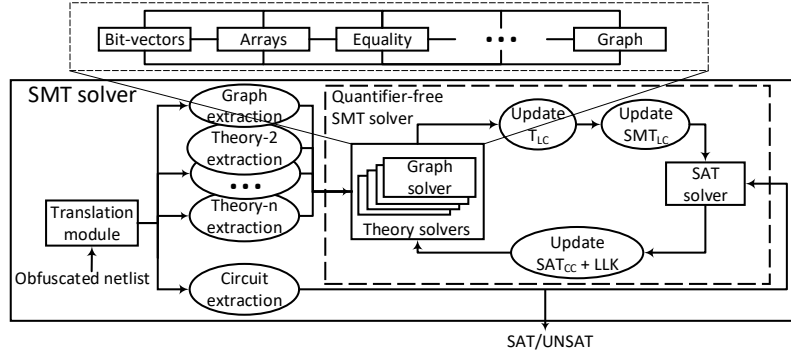 Bit-vectors
Arrays
Equality
...
Graph
SMT solver
Graph
extraction
Theory-2
extraction
...
Theory-n
extraction
Circuit
extraction
Translation
module
Obfuscated netlist
Quantifier-free
SMT solver
Graph
solver
Theory solvers
Update
T_LC
Update
SMT_LC
SAT
solver
Update
SAT_CC + LLK
SAT/UNSAT